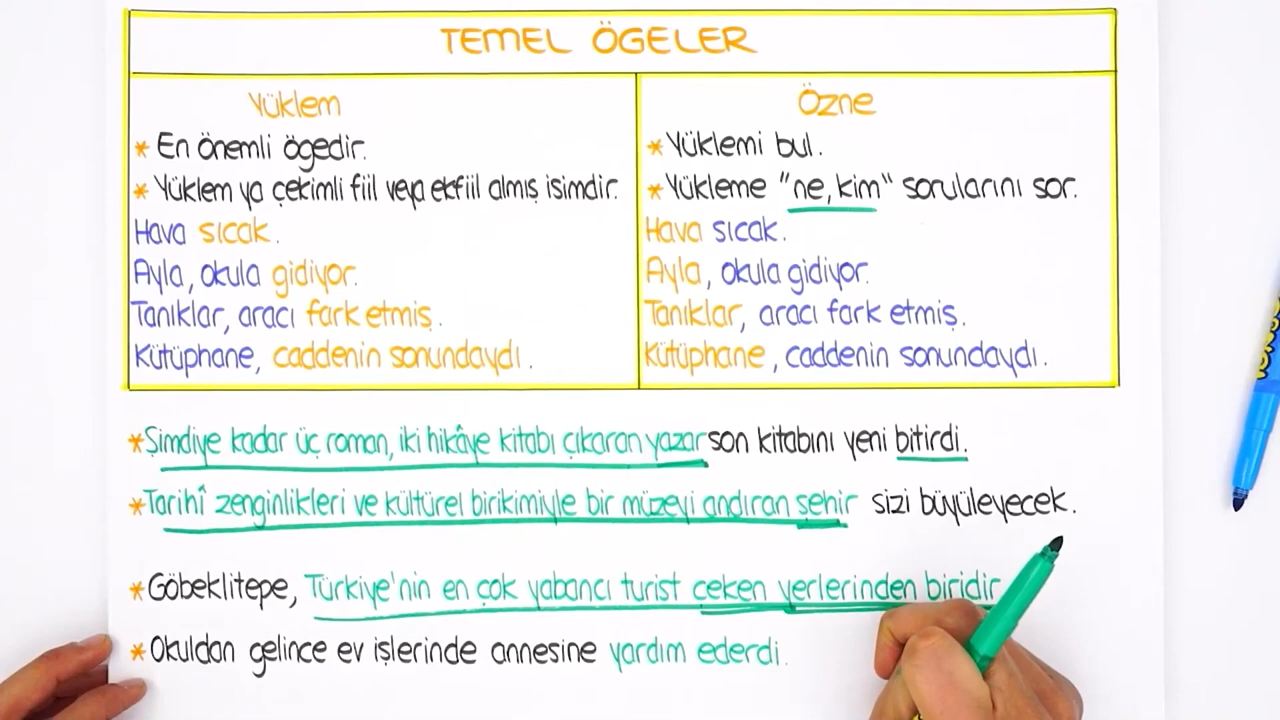 TEMEL ÖGELER
Yüklem
* En önemli ögedir.
* Yüklem ya çekimli fiil veya ekfiil almış isimdir.
Hava sıcak.
Ayla, okula gidiyor.
Tanıklar, aracı fark etmiş.
Kütüphane, caddenin sonundaydı.
Özne
* Yüklemi bul.
* Yükleme "ne, kim" sorularını sor.
Hava sıcak.
Ayla, okula gidiyor.
Tanıklar, aracı fark etmiş.
Kütüphane, caddenin sonundaydı.
* Şimdiye kadar üç roman, iki hikâye kitabı çıkaran yazar son kitabını yeni bitirdi.
* Tarihî zenginlikleri ve kültürel birikimiyle bir müzeyi andıran şehir sizi büyüleyecek.
* Göbeklitepe, Türkiye'nin en çok yabancı turist çeken yerlerinden biridir
* Okuldan gelince ev işlerinde annesine yardım ederdi.